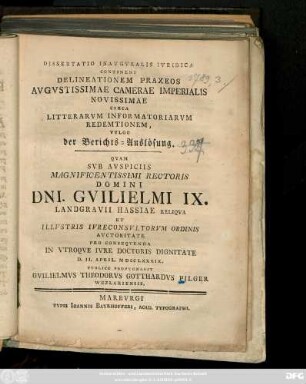 DISSERTATIO INAVGVRALIS IVRIDICA
CONTINENS
DELINEATIONEM PRAXEOS
AVGVSTISSIMAE CAMERAE IMPERIALIS
NOVISSIMAE
CIRCA
LITTERARVM INFORMATORIARVM
REDEMTIONEM,
VVLGO
der Berichts-Auslösung.
QVAM
SVB AVSPICIIS
MAGNIFICENTISSIMI RECTORIS
DOMINI
DNI. GVILIELMI IX.
LANDGRAVII HASSIAE RELIQVA
ET
ILLVSTRIS IVRECONSVLTORVM ORDINIS
AVCTORITATE
PRO CONSEQVENDA
IN VTROQVE IVRE DOCTORIS DIGNITATE
D. II. APRIL. MDCCLXXXIX.
PVBLICE PROPVGNABIT
GVILIELMVS THEODORVS GOTTHARDVS PILGER
WEZLARIENSIS.
MARBVRGI
TYPIS IOANNIS BAYRHOFFERI, ACAD. TYPOGRAPHI.